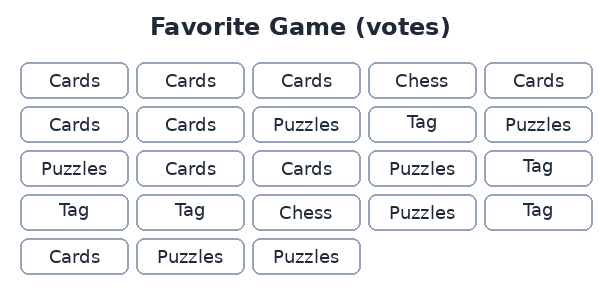 Favorite Game (votes)
Cards Cards Cards Chess Cards
Cards Cards Puzzles Tag Puzzles
Puzzles Cards Cards Puzzles Tag
Tag Tag Chess Puzzles Tag
Cards Puzzles Puzzles